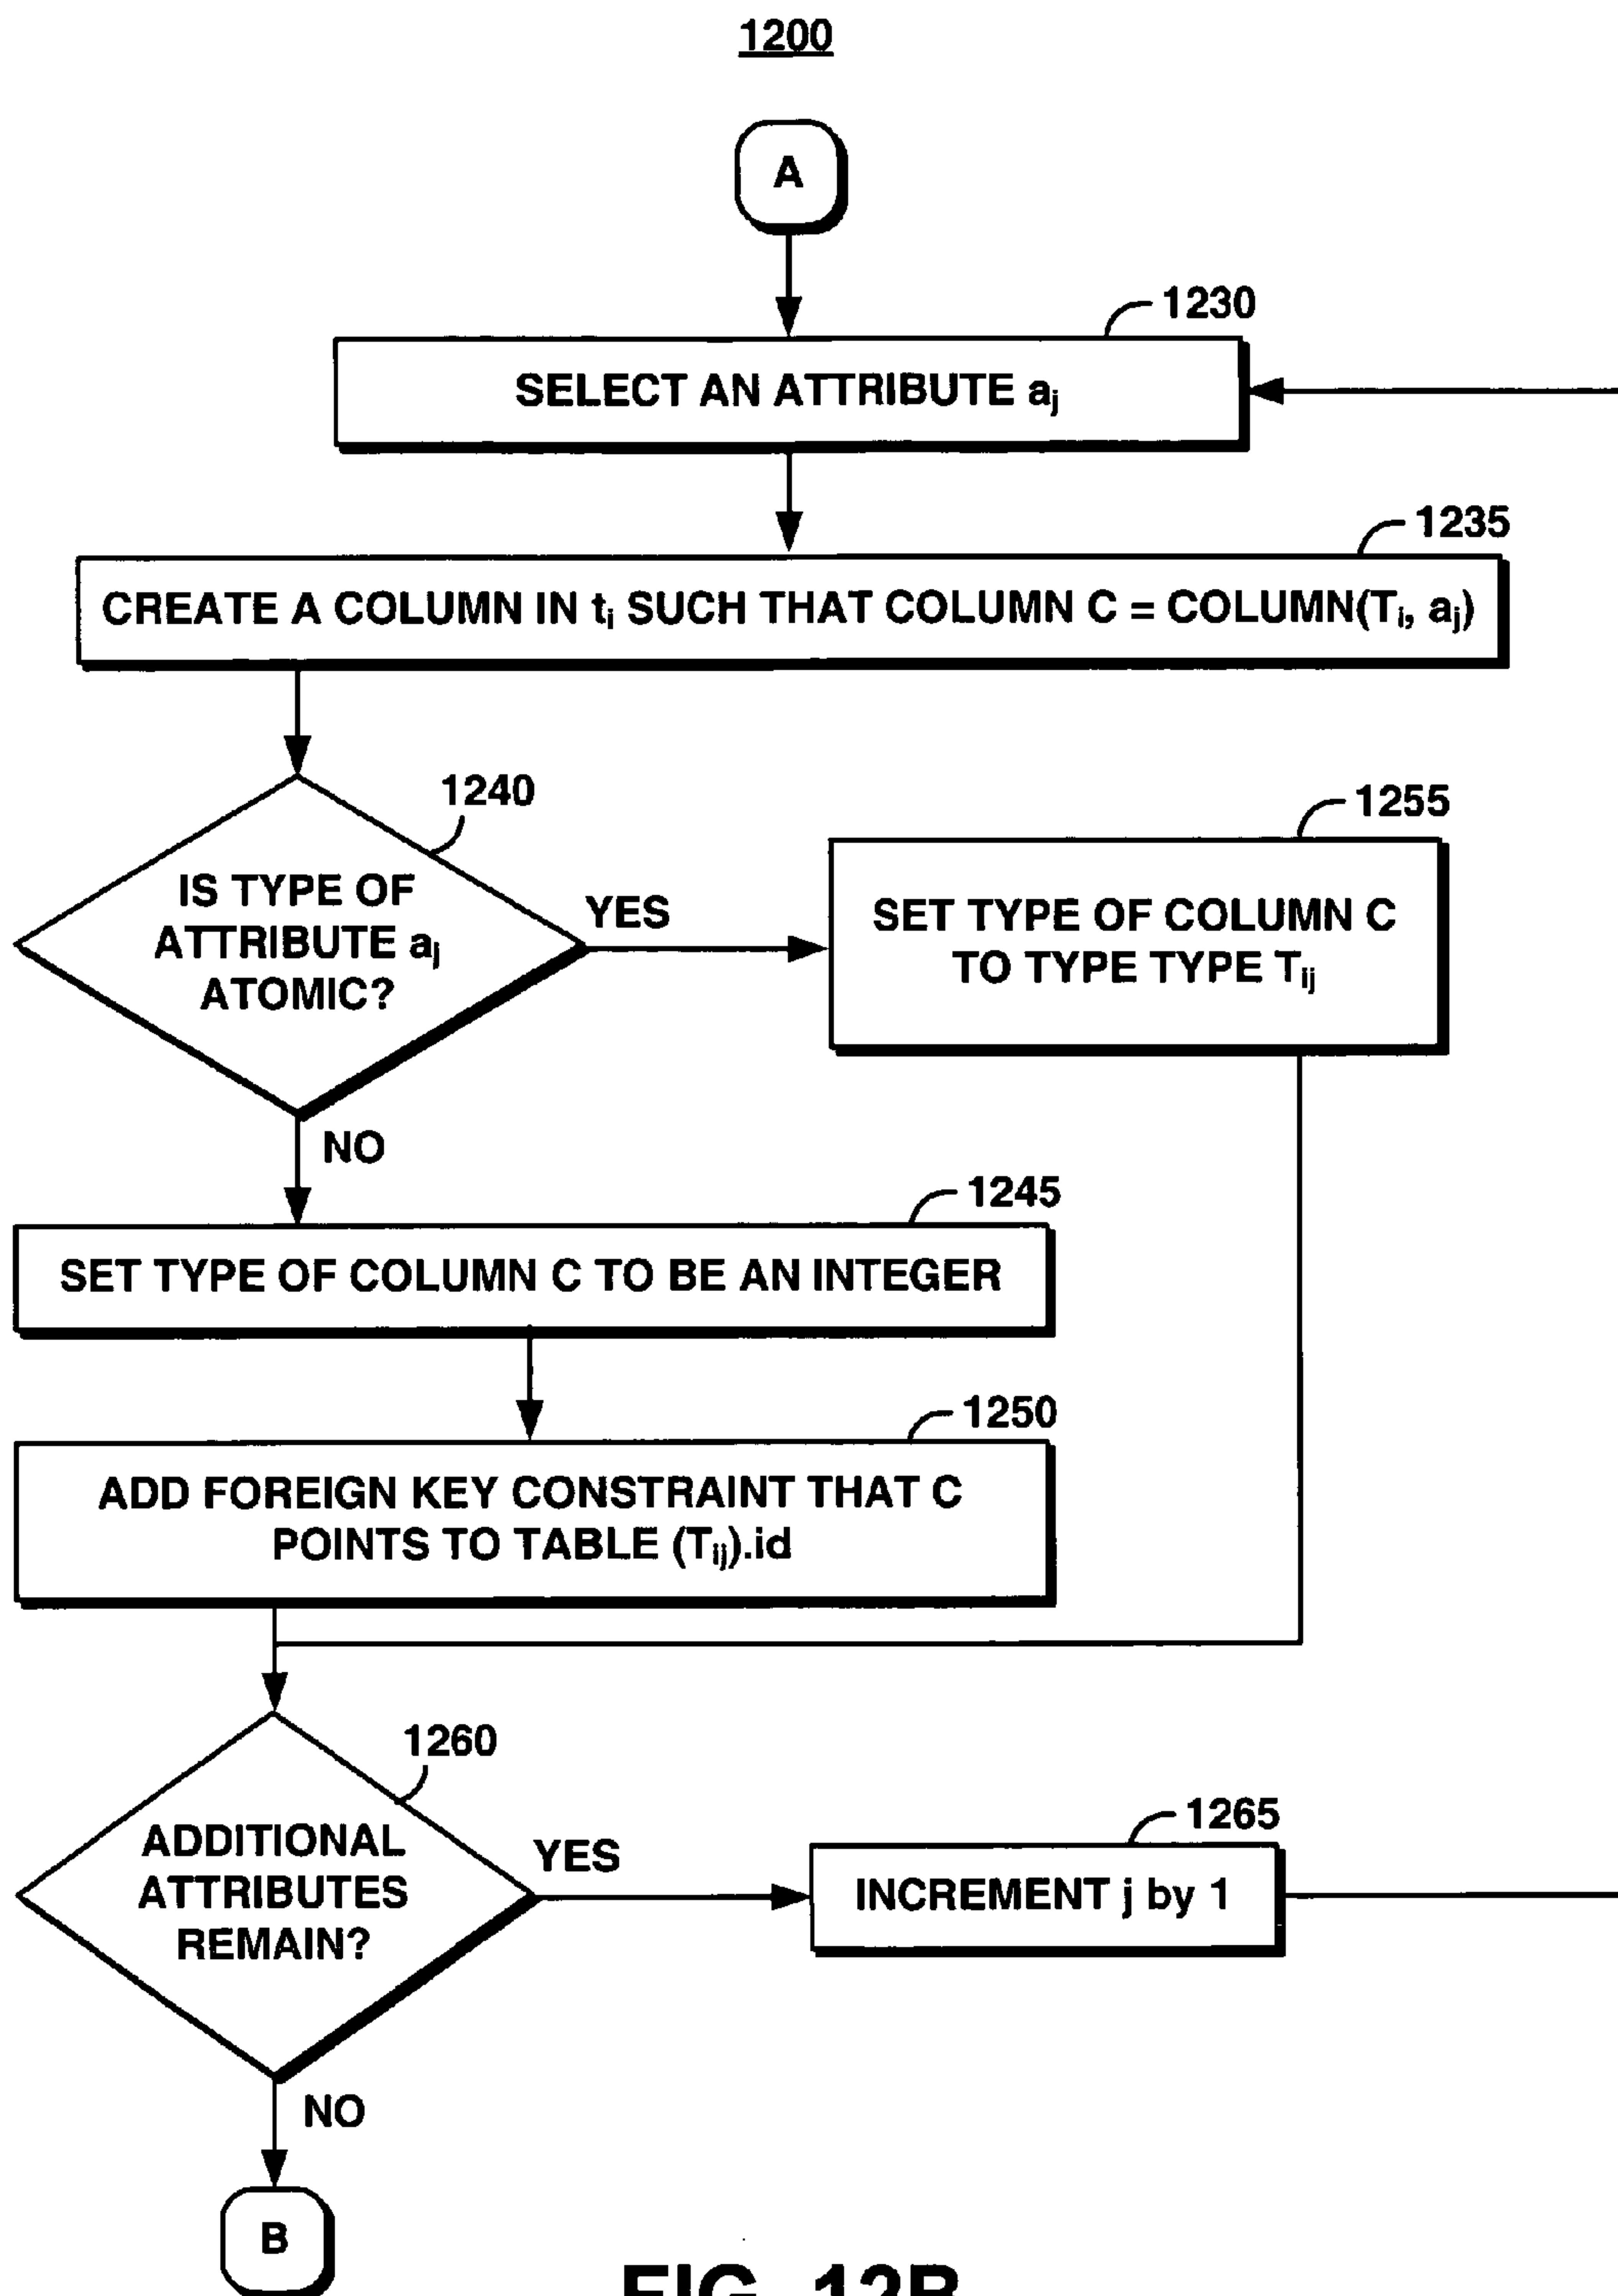 1200
A
1230
SELECT AN ATTRIBUTE aj
1235
CREATE A COLUMN IN ti SUCH THAT COLUMN C = COLUMN(Ti, aj)
1240
IS TYPE OF
ATTRIBUTE aj
ATOMIC?
YES
1255
SET TYPE OF COLUMN C
TO TYPE TYPE Tij
NO
1245
SET TYPE OF COLUMN C TO BE AN INTEGER
1250
ADD FOREIGN KEY CONSTRAINT THAT C
POINTS TO TABLE (Tij).id
1260
ADDITIONAL
ATTRIBUTES
REMAIN?
YES
1265
INCREMENT j by 1
NO
B
FIG. 12B